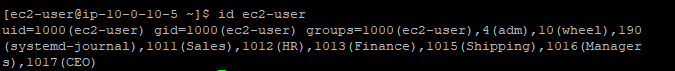 [ec2-user@ip-10-0-10-5 ~]$ id ec2-user
uid=1000(ec2-user) gid=1000(ec2-user) groups=1000(ec2-user),4(adm),10(wheel),190
(systemd-journal),1011(Sales),1012(HR),1013(Finance),1015(Shipping),1016(Manager
s),1017(CEO)